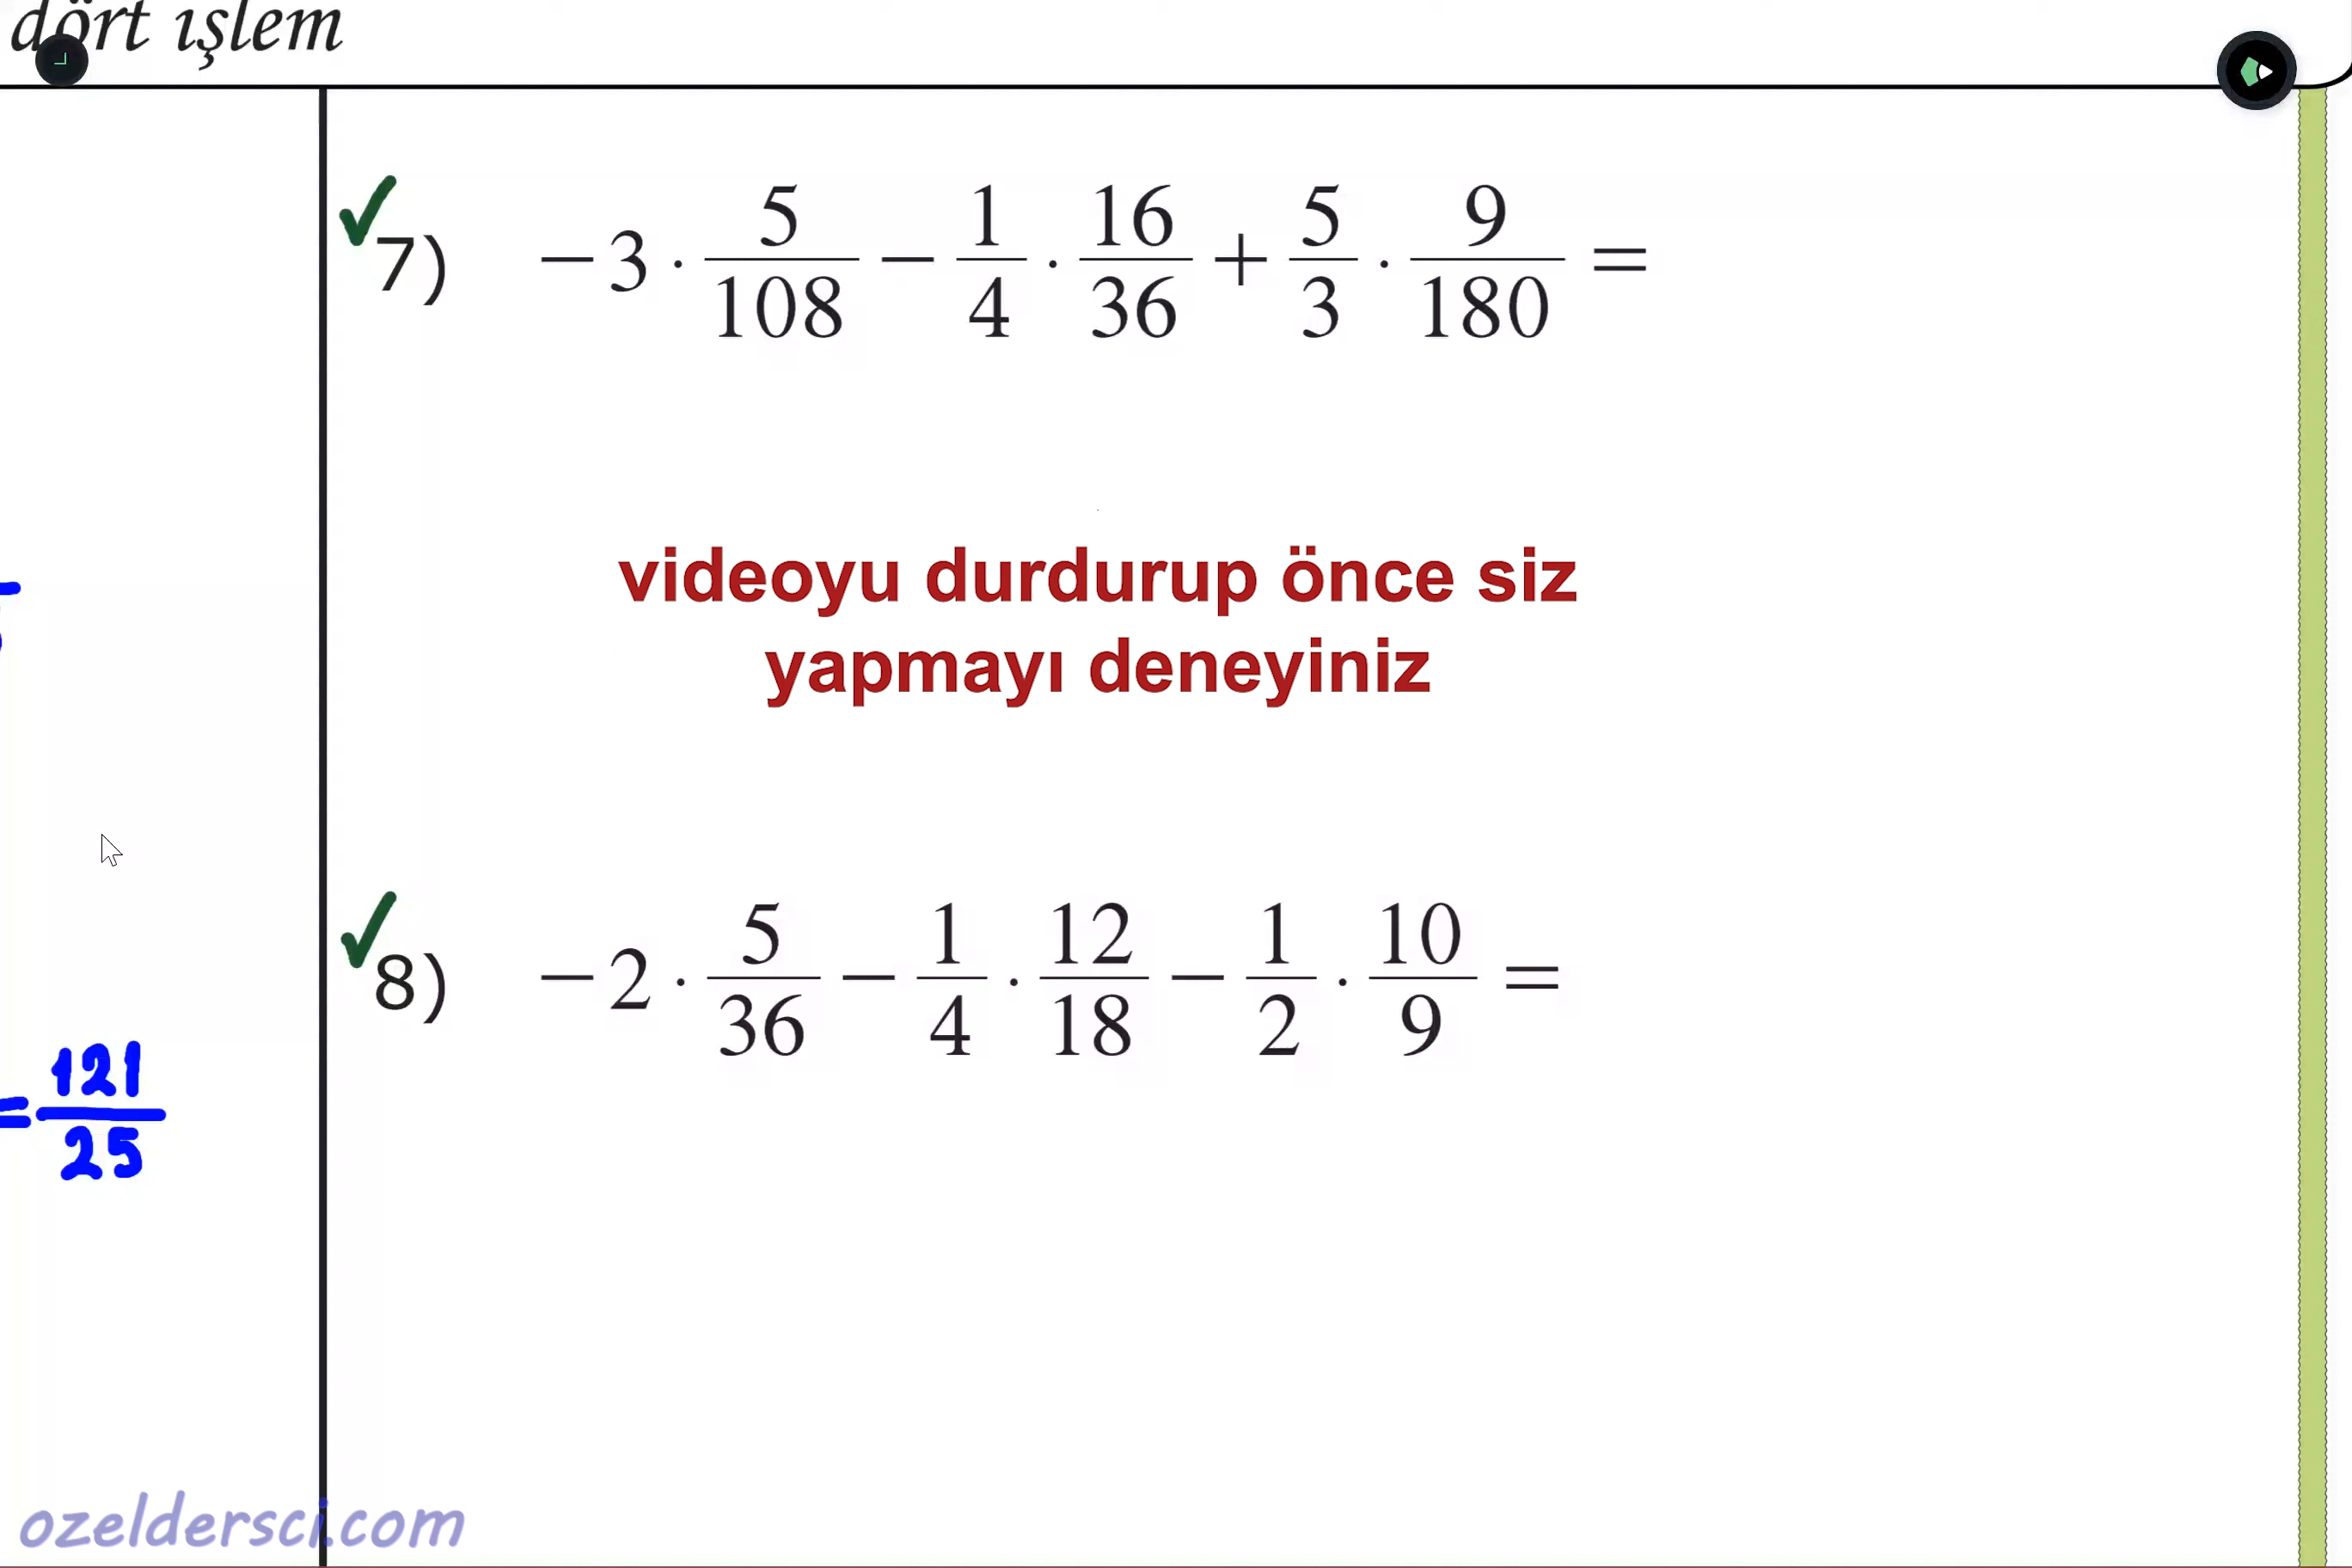 dört işlem
7) −3 · 5/108 − 1/4 · 16/36 + 5/3 · 9/180 =
videoyu durdurup önce siz
yapmayı deneyiniz
8) −2 · 5/36 − 1/4 · 12/18 − 1/2 · 10/9 =
= 121/25
ozeldersci.com